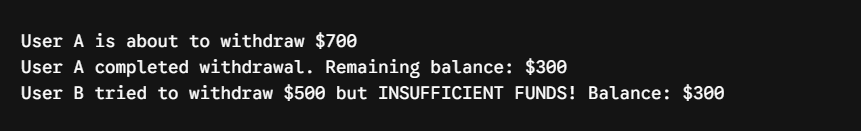 User A is about to withdraw $700
User A completed withdrawal. Remaining balance: $300
User B tried to withdraw $500 but INSUFFICIENT FUNDS! Balance: $300